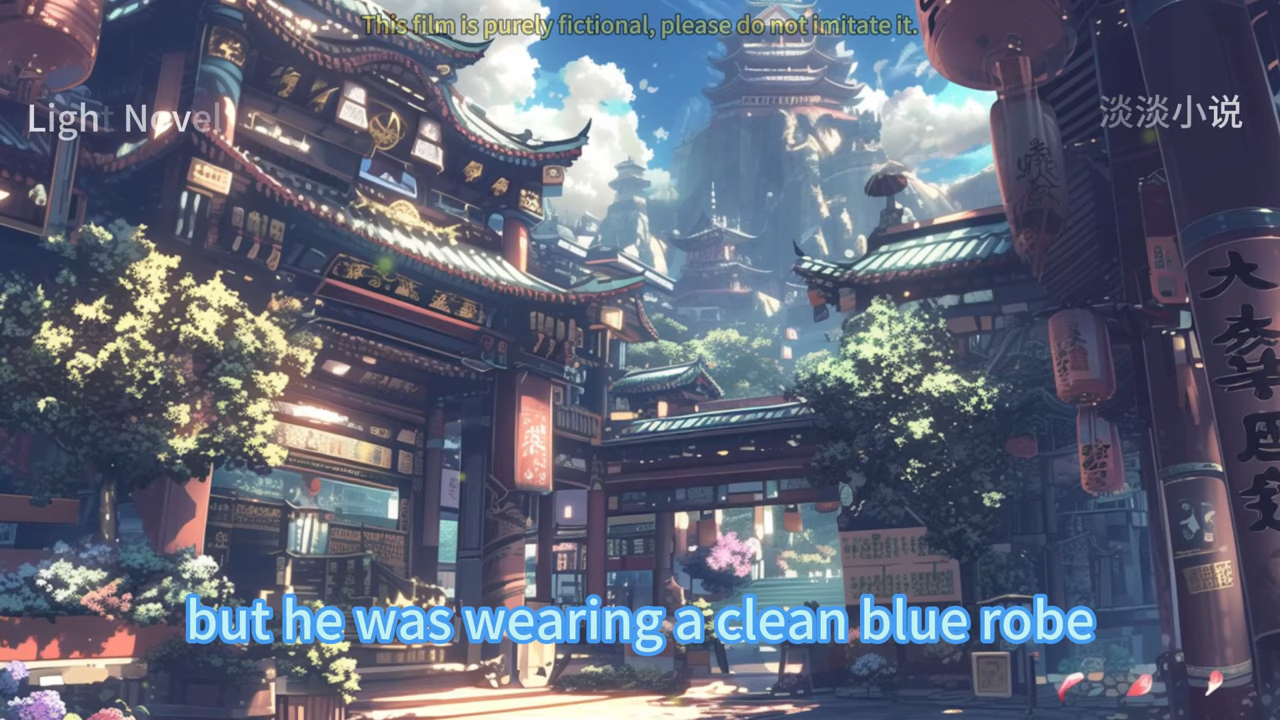 This film is purely fictional, please do not imitate it.
Light Novel
淡淡小说
but he was wearing a clean blue robe